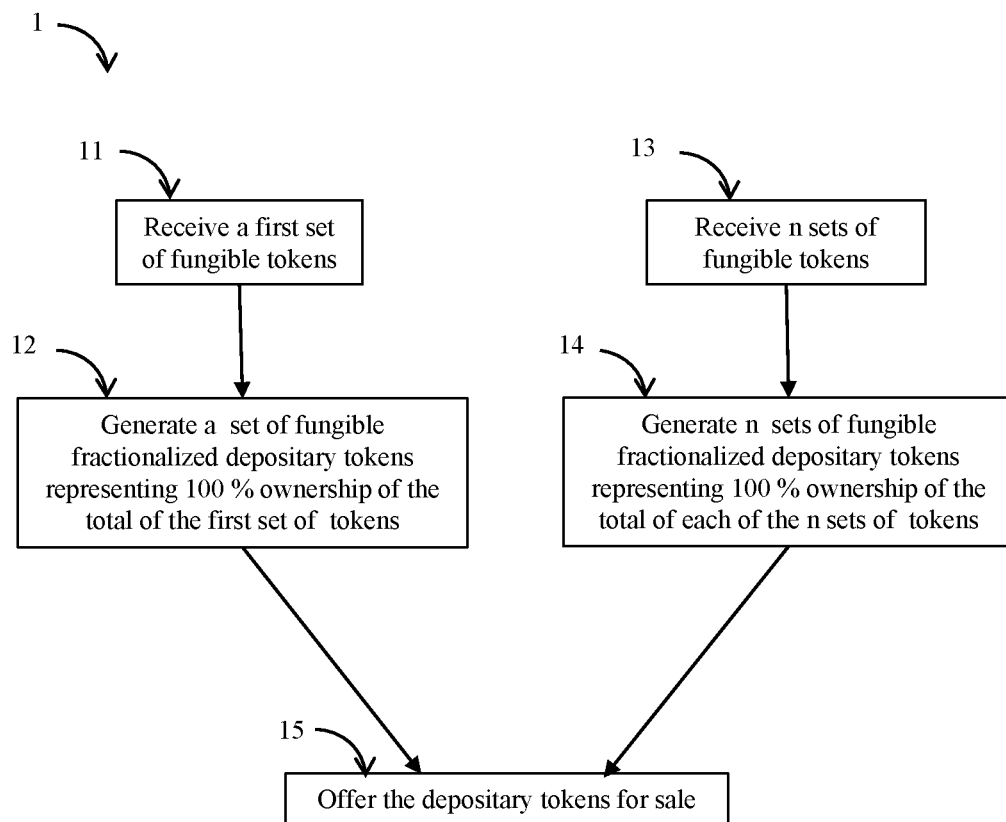 1
11
13
Receive a first set
of fungible tokens
Receive n sets of
fungible tokens
12
14
Generate a set of fungible
fractionalized depositary tokens
representing 100 % ownership of the
total of the first set of tokens
Generate n sets of fungible
fractionalized depositary tokens
representing 100 % ownership of the
total of each of the n sets of tokens
15
Offer the depositary tokens for sale